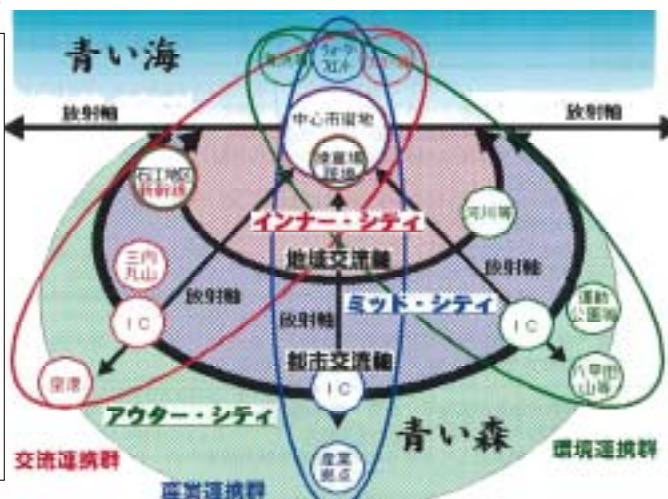 青い海
ウォーター
フロント
放射軸
放射軸
中心市街地
石江地区
新幹線
操車場
跡地
河川等
インナー・シティ
地域交流軸
三内
丸山
放射軸
放射軸
放射軸
ミッド・シティ
運動
公園等
IC
IC
都市交流軸
IC
空港
八甲田
山等
アウター・シティ
青い森
交流連携群
環境連携群
産業
拠点
産業連携群